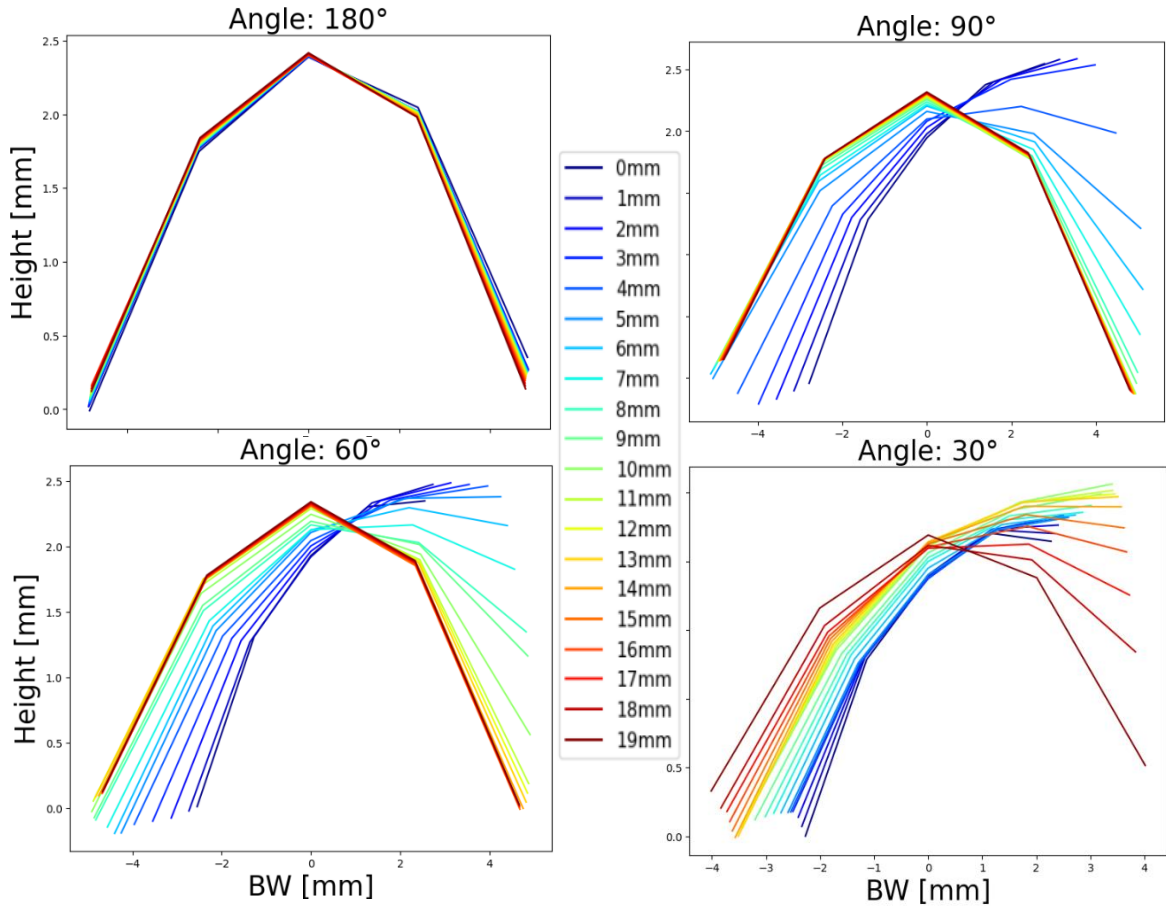 Angle: 180°
Height [mm]
2.5
2.0
1.5
1.0
0.5
0.0
Angle: 90°
2.5
2.0
−4
−2
0
2
4
0mm
1mm
2mm
3mm
4mm
5mm
6mm
7mm
8mm
9mm
10mm
11mm
12mm
13mm
14mm
15mm
16mm
17mm
18mm
19mm
Angle: 60°
Height [mm]
2.5
2.0
1.5
1.0
0.5
0.0
−4
−2
0
2
4
BW [mm]
Angle: 30°
0.5
0.0
−4
−3
−2
−1
0
1
2
3
4
BW [mm]